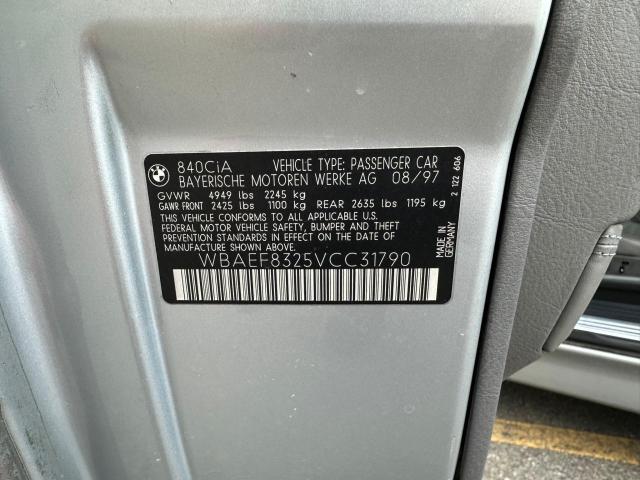 840CiA VEHICLE TYPE: PASSENGER CAR
BAYERISCHE MOTOREN WERKE AG 08/97
GVWR 4949 lbs 2245 kg
GAWR FRONT 2425 lbs 1100 kg REAR 2635 lbs 1195 kg
THIS VEHICLE CONFORMS TO ALL APPLICABLE U.S.
FEDERAL MOTOR VEHICLE SAFETY, BUMPER AND THEFT
PREVENTION STANDARDS IN EFFECT ON THE DATE OF
MANUFACTURE SHOWN ABOVE.
WBAEF8325VCC31790
2 122 606
MADE IN
GERMANY